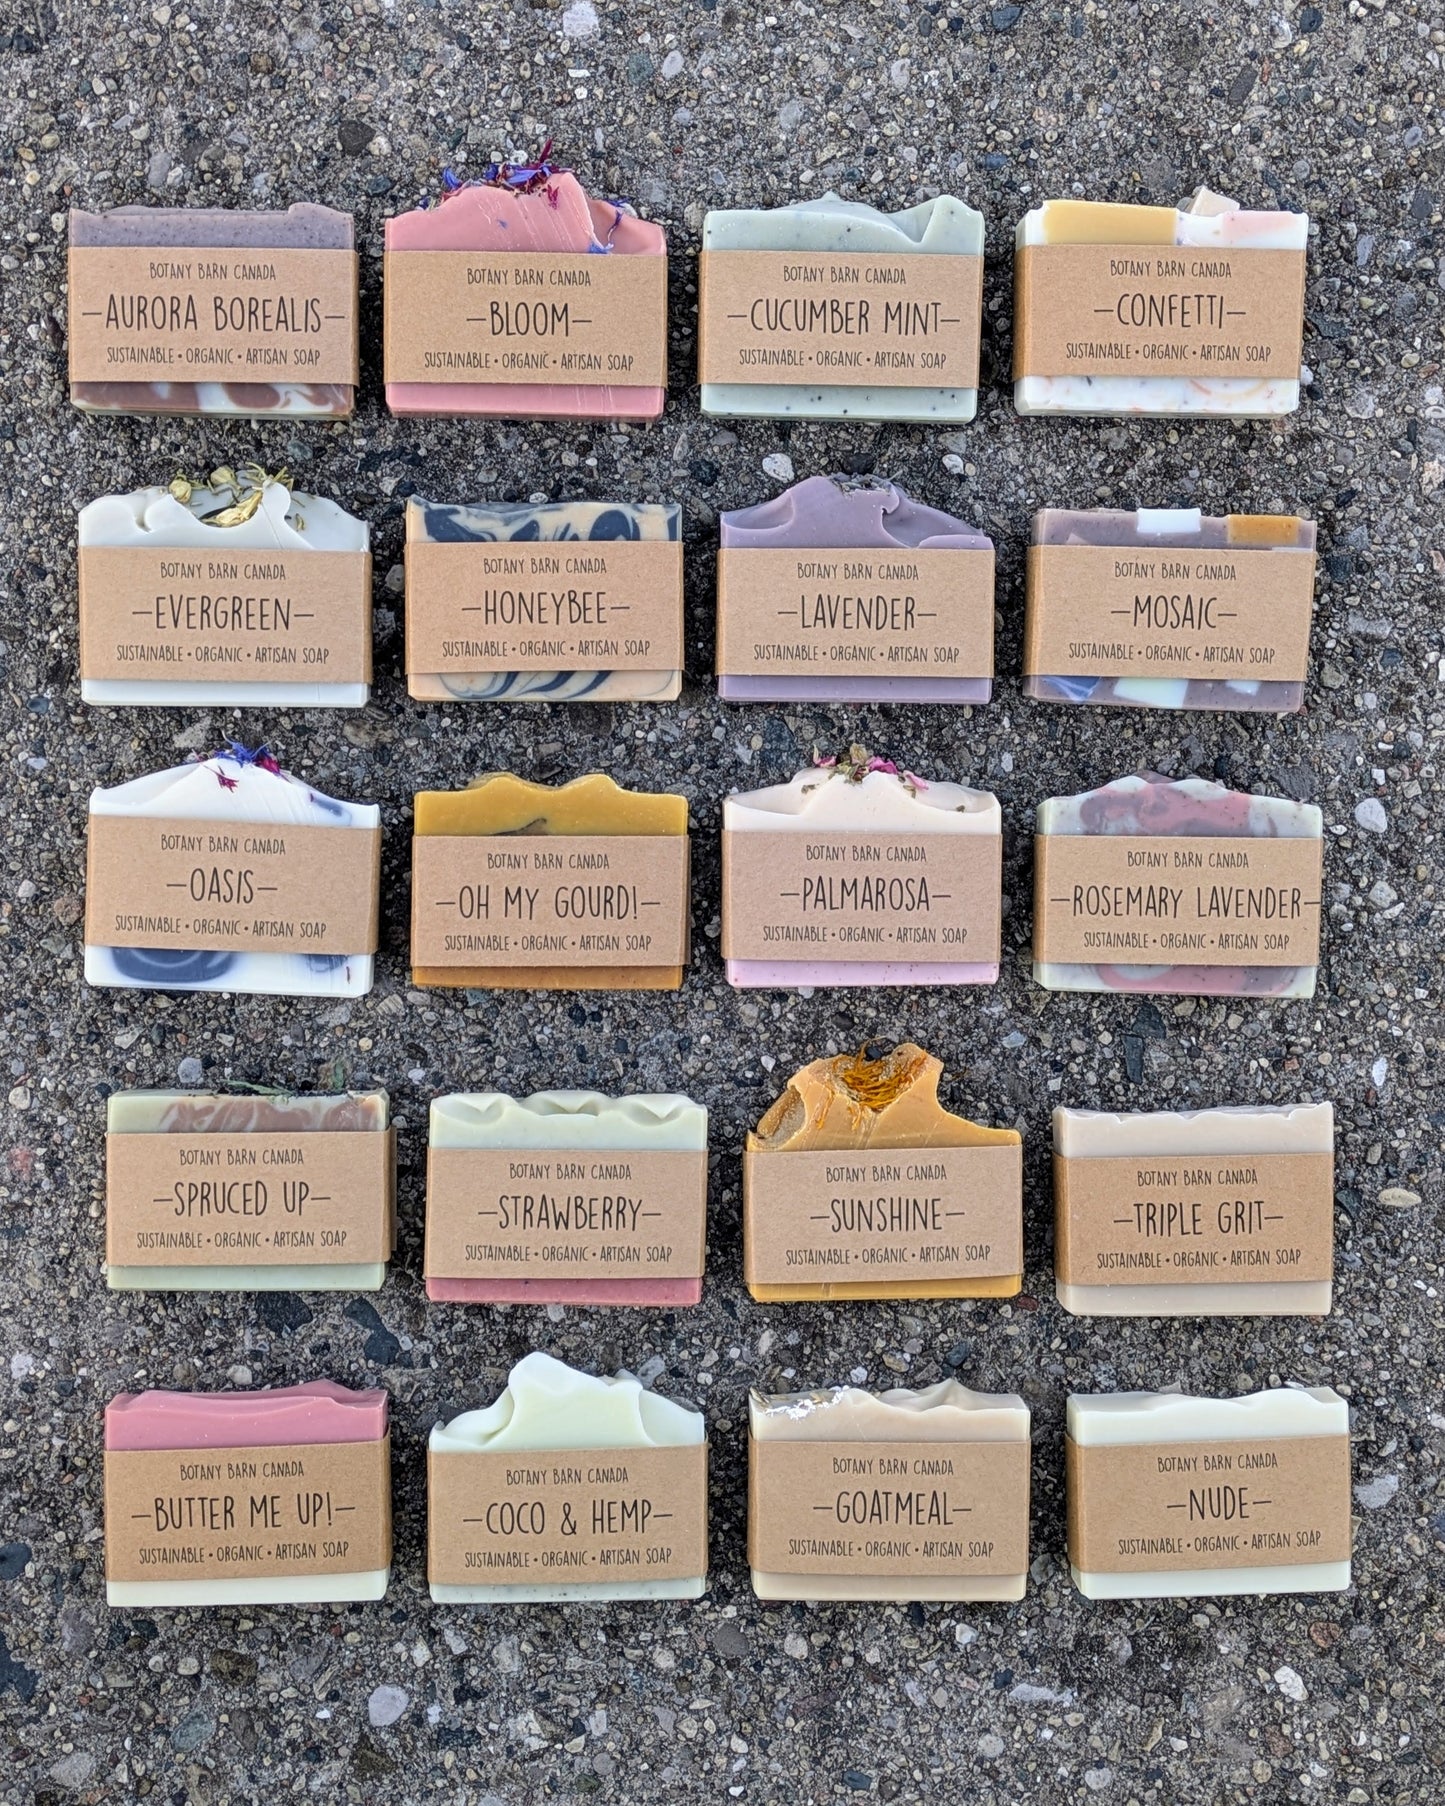 BOTANY BARN CANADA
—AURORA BOREALIS—
SUSTAINABLE • ORGANIC • ARTISAN SOAP
BOTANY BARN CANADA
—BLOOM—
SUSTAINABLE • ORGANIC • ARTISAN SOAP
BOTANY BARN CANADA
—CUCUMBER MINT—
SUSTAINABLE • ORGANIC • ARTISAN SOAP
BOTANY BARN CANADA
—CONFETTI—
SUSTAINABLE • ORGANIC • ARTISAN SOAP
BOTANY BARN CANADA
—EVERGREEN—
SUSTAINABLE • ORGANIC • ARTISAN SOAP
BOTANY BARN CANADA
—HONEYBEE—
SUSTAINABLE • ORGANIC • ARTISAN SOAP
BOTANY BARN CANADA
—LAVENDER—
SUSTAINABLE • ORGANIC • ARTISAN SOAP
BOTANY BARN CANADA
—MOSAIC—
SUSTAINABLE • ORGANIC • ARTISAN SOAP
BOTANY BARN CANADA
—OASIS—
SUSTAINABLE • ORGANIC • ARTISAN SOAP
BOTANY BARN CANADA
—OH MY GOURD!—
SUSTAINABLE • ORGANIC • ARTISAN SOAP
BOTANY BARN CANADA
—PALMAROSA—
SUSTAINABLE • ORGANIC • ARTISAN SOAP
BOTANY BARN CANADA
—ROSEMARY LAVENDER—
SUSTAINABLE • ORGANIC • ARTISAN SOAP
BOTANY BARN CANADA
—SPRUCED UP—
SUSTAINABLE • ORGANIC • ARTISAN SOAP
BOTANY BARN CANADA
—STRAWBERRY—
SUSTAINABLE • ORGANIC • ARTISAN SOAP
BOTANY BARN CANADA
—SUNSHINE—
SUSTAINABLE • ORGANIC • ARTISAN SOAP
BOTANY BARN CANADA
—TRIPLE GRIT—
SUSTAINABLE • ORGANIC • ARTISAN SOAP
BOTANY BARN CANADA
—BUTTER ME UP!—
SUSTAINABLE • ORGANIC • ARTISAN SOAP
BOTANY BARN CANADA
—COCO & HEMP—
SUSTAINABLE • ORGANIC • ARTISAN SOAP
BOTANY BARN CANADA
—GOATMEAL—
SUSTAINABLE • ORGANIC • ARTISAN SOAP
BOTANY BARN CANADA
—NUDE—
SUSTAINABLE • ORGANIC • ARTISAN SOAP